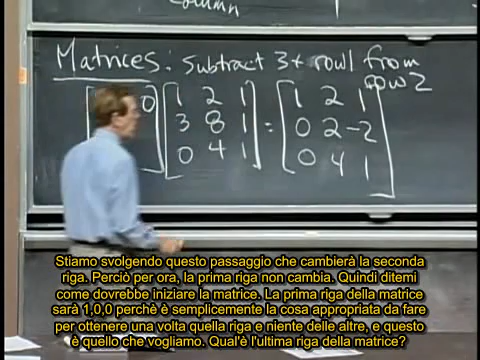 column
Matrices: subtract 3× row1 from
row2
[ 0] [1 2 1] [1 2 1]
[3 8 1] = [0 2 -2]
[0 4 1] [0 4 1]
Stiamo svolgendo questo passaggio che cambierà la seconda
riga. Perciò per ora, la prima riga non cambia. Quindi ditemi
come dovrebbe iniziare la matrice. La prima riga della matrice
sarà 1,0,0 perchè è semplicemente la cosa appropriata da fare
per ottenere una volta quella riga e niente delle altre, e questo
è quello che vogliamo. Qual'è l'ultima riga della matrice?